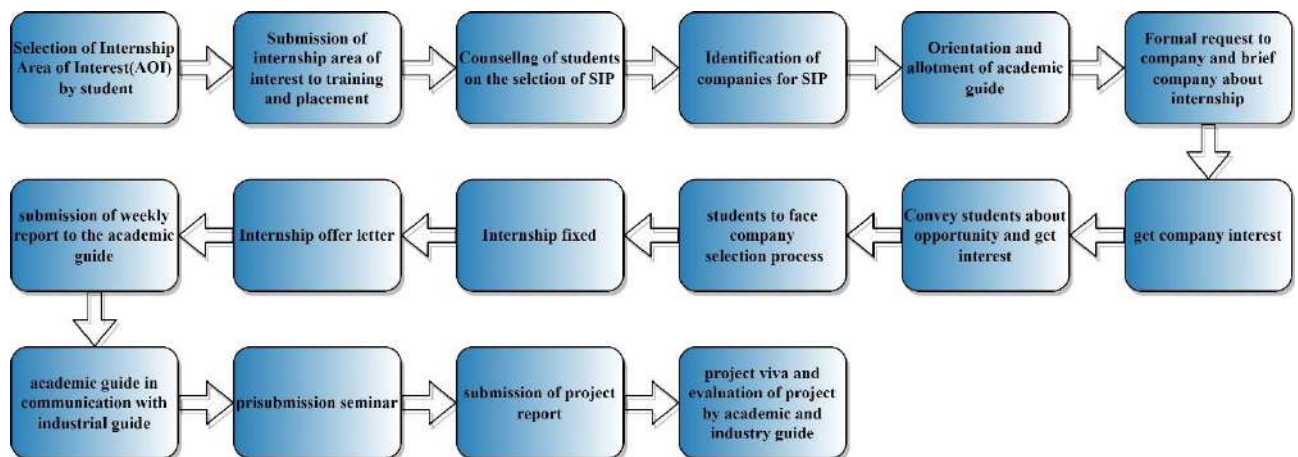 Selection of Internship
Area of Interest(AOI)
by student
Submission of
internship area of
interest to training
and placement
Counsellng of students
on the selction of SIP
Identification of
companies for SIP
Orientation and
allotment of academic
guide
Formal request to
company and brief
company about
internship
get company interest
Convey students about
opportunity and get
interest
students to face
company
selection process
Internship fixed
Internship offer letter
submission of weekly
report to the academic
guide
academic guide in
communication with
industrial guide
prisubmission seminar
submission of project
report
project viva and
evaluation of project
by academic and
industry guide